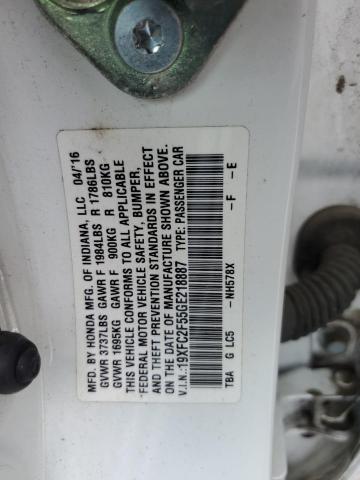 MFD. BY HONDA MFG. OF INDIANA, LLC 04/'16
GVWR 3737LBS GAWR F 1984LBS R 1786LBS
GVWR 1695KG GAWR F 900KG R 810KG
THIS VEHICLE CONFORMS TO ALL APPLICABLE
FEDERAL MOTOR VEHICLE SAFETY, BUMPER,
AND THEFT PREVENTION STANDARDS IN EFFECT
ON THE DATE OF MANUFACTURE SHOWN ABOVE.
V.I.N.: 19XFC2F55GE218887 TYPE: PASSENGER CAR
TBA G LC5 -NH578X -F -E